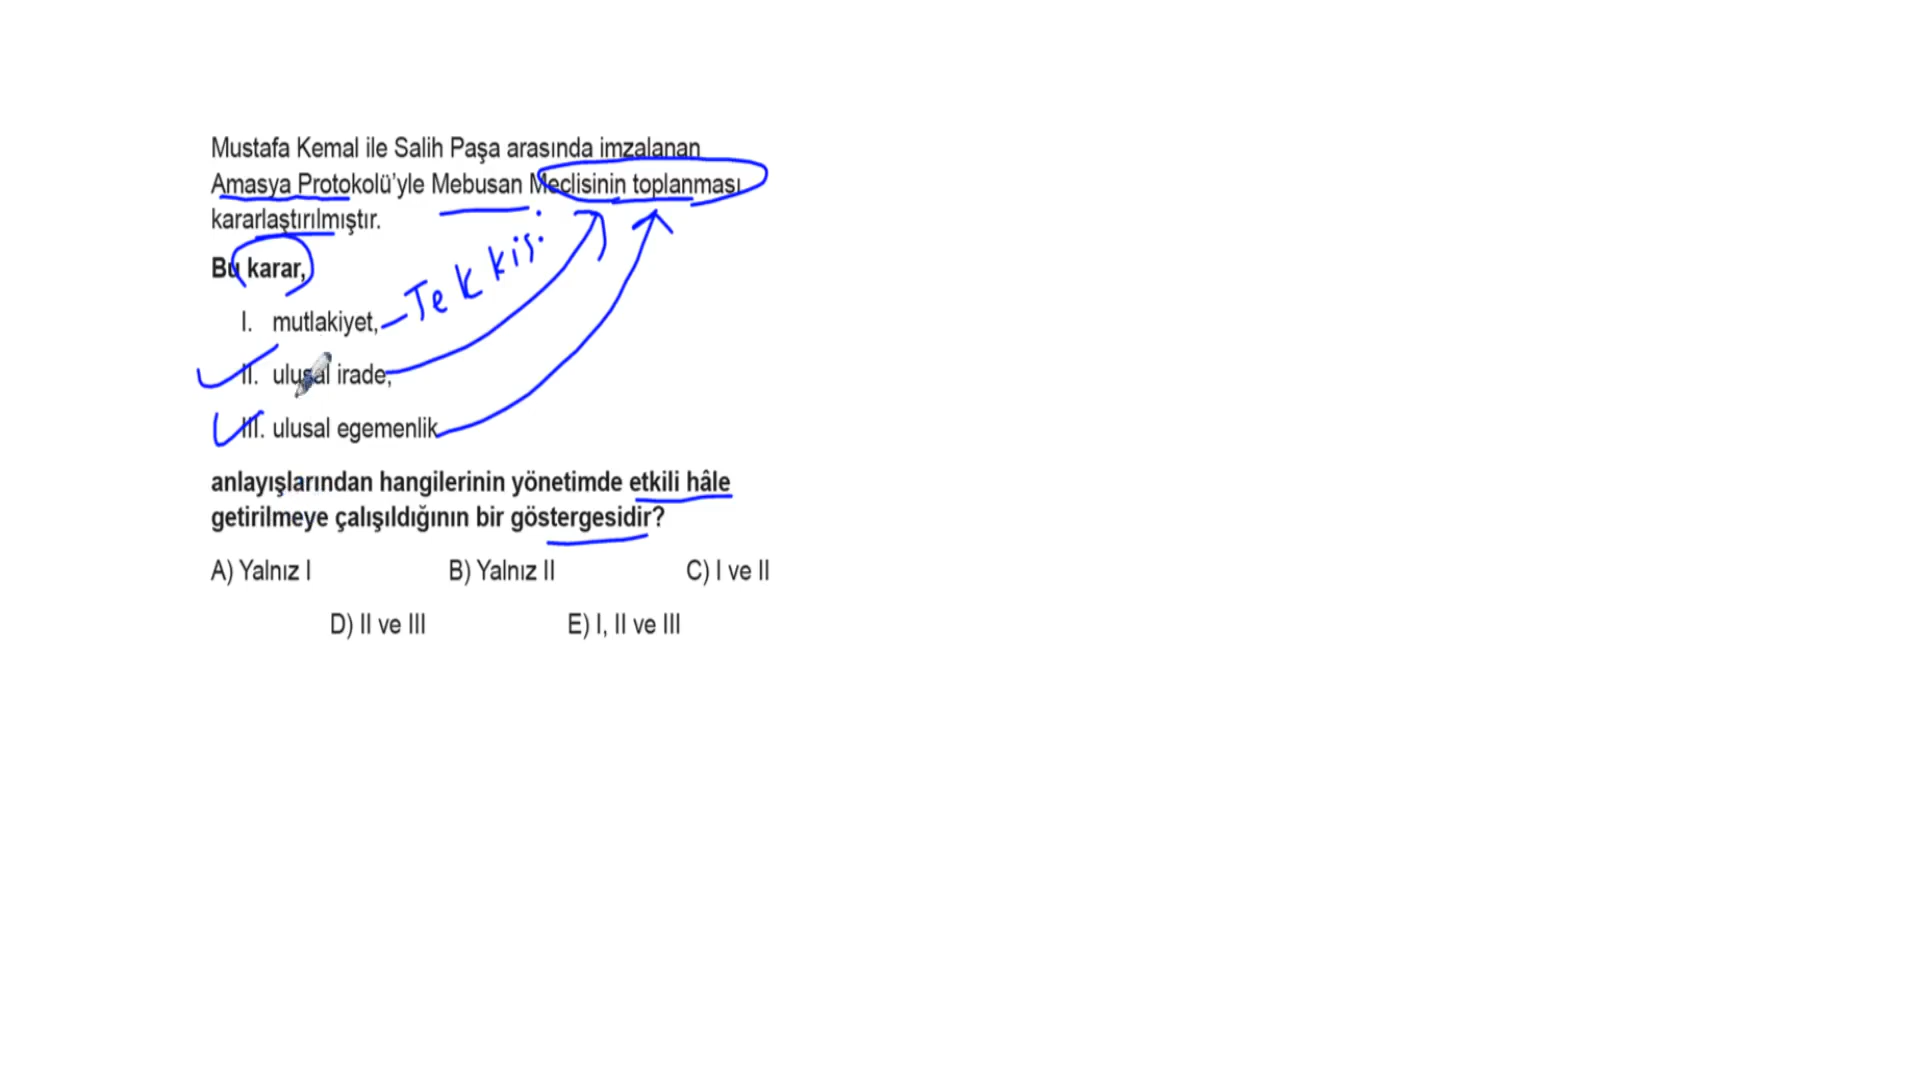 Mustafa Kemal ile Salih Paşa arasında imzalanan
Amasya Protokolü'yle Mebusan Meclisinin toplanması
kararlaştırılmıştır.
Bu karar,
I. mutlakiyet, Tek kişi
II. ulusal irade,
III. ulusal egemenlik
anlayışlarından hangilerinin yönetimde etkili hâle
getirilmeye çalışıldığının bir göstergesidir?
A) Yalnız I B) Yalnız II C) I ve II
D) II ve III E) I, II ve III